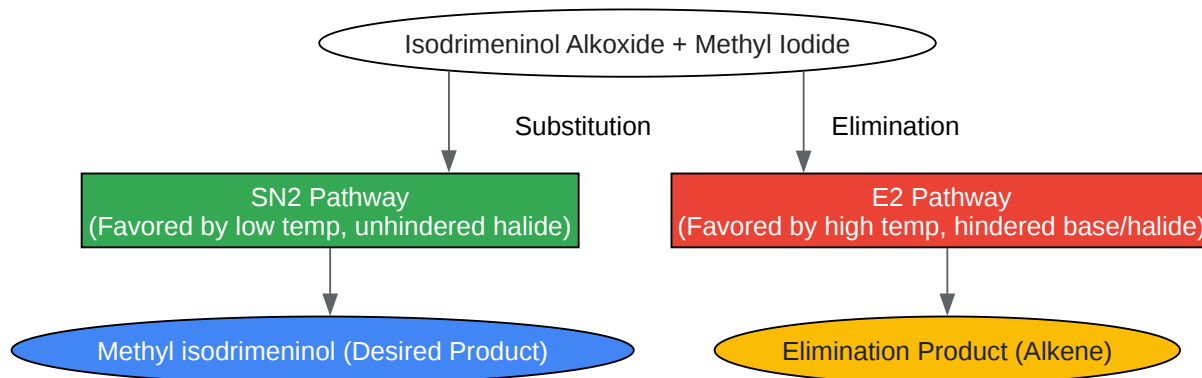 Isodrimeninol Alkoxide + Methyl Iodide
Substitution
Elimination
SN2 Pathway
(Favored by low temp, unhindered halide)
E2 Pathway
(Favored by high temp, hindered base/halide)
Methyl isodrimeninol (Desired Product)
Elimination Product (Alkene)